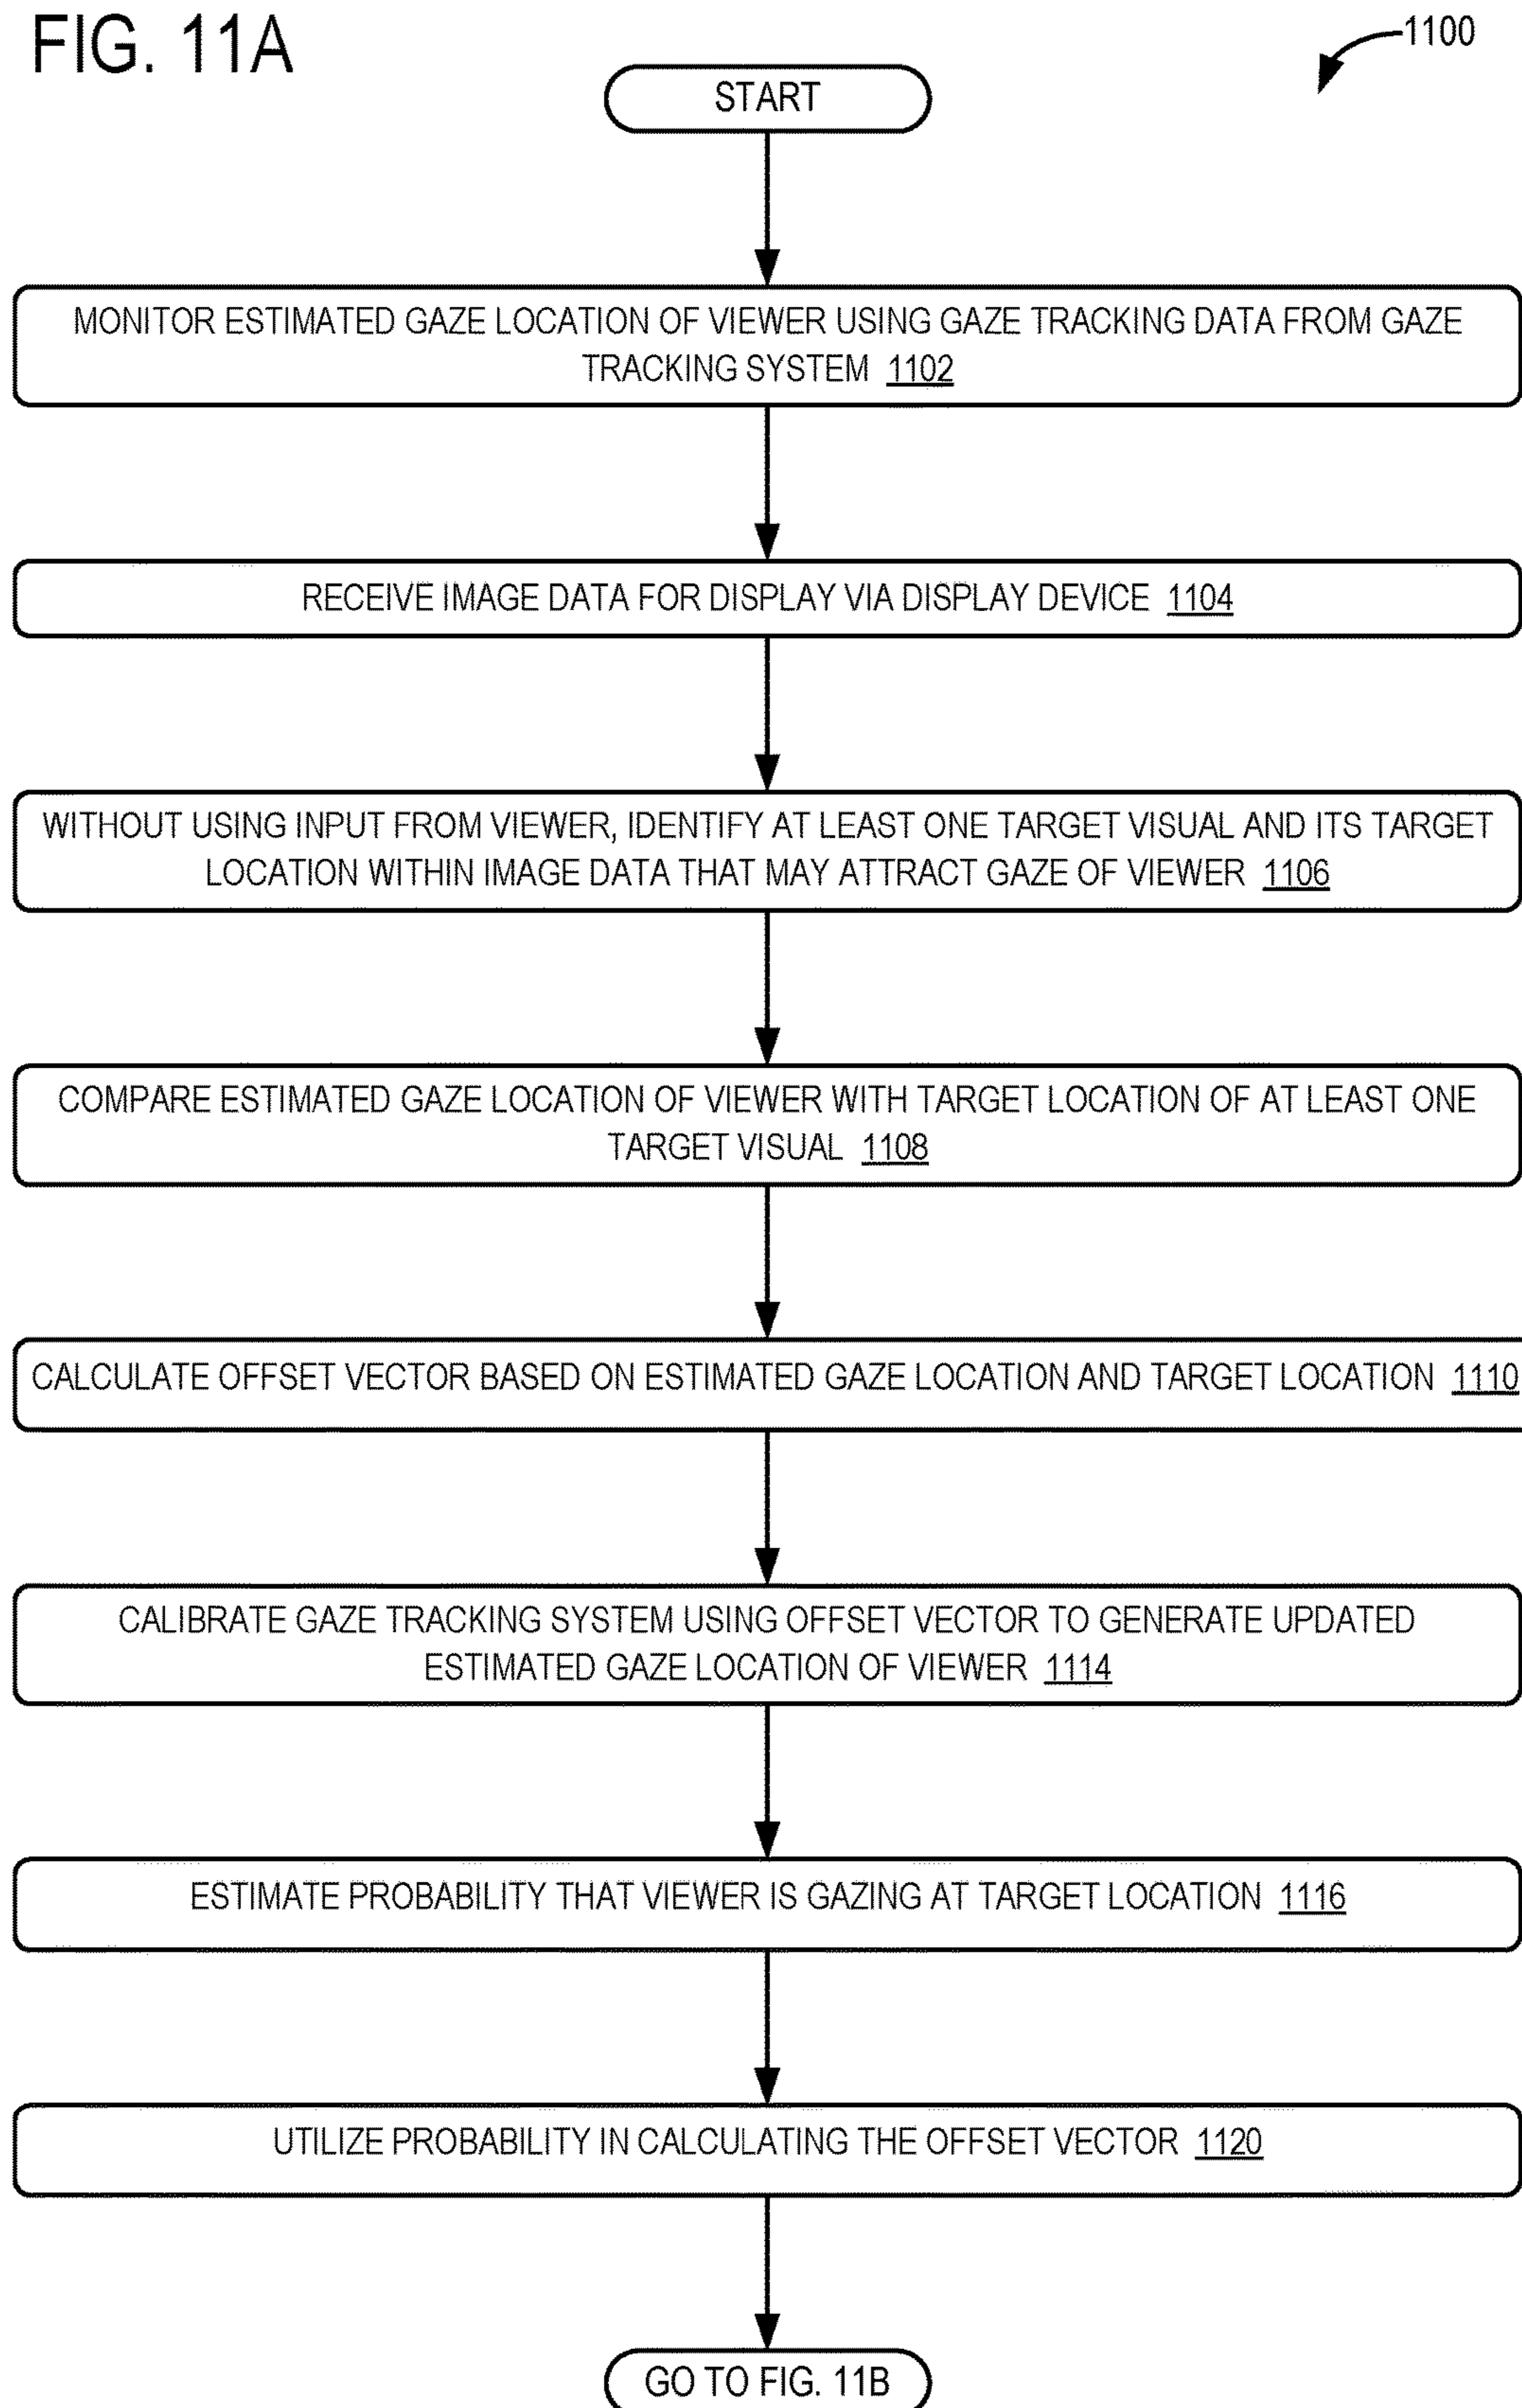 FIG. 11A
1100
START
MONITOR ESTIMATED GAZE LOCATION OF VIEWER USING GAZE TRACKING DATA FROM GAZE
TRACKING SYSTEM 1102
RECEIVE IMAGE DATA FOR DISPLAY VIA DISPLAY DEVICE 1104
WITHOUT USING INPUT FROM VIEWER, IDENTIFY AT LEAST ONE TARGET VISUAL AND ITS TARGET
LOCATION WITHIN IMAGE DATA THAT MAY ATTRACT GAZE OF VIEWER 1106
COMPARE ESTIMATED GAZE LOCATION OF VIEWER WITH TARGET LOCATION OF AT LEAST ONE
TARGET VISUAL 1108
CALCULATE OFFSET VECTOR BASED ON ESTIMATED GAZE LOCATION AND TARGET LOCATION 1110
CALIBRATE GAZE TRACKING SYSTEM USING OFFSET VECTOR TO GENERATE UPDATED
ESTIMATED GAZE LOCATION OF VIEWER 1114
ESTIMATE PROBABILITY THAT VIEWER IS GAZING AT TARGET LOCATION 1116
UTILIZE PROBABILITY IN CALCULATING THE OFFSET VECTOR 1120
GO TO FIG. 11B